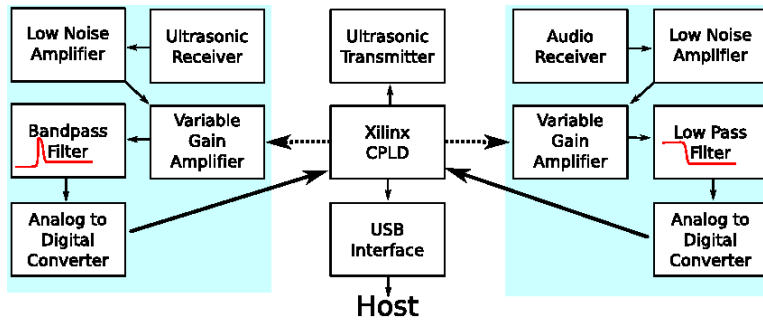 Low Noise
Amplifier
Ultrasonic
Receiver
Ultrasonic
Transmitter
Audio
Receiver
Low Noise
Amplifier
Bandpass
Filter
Variable
Gain
Amplifier
Xilinx
CPLD
Variable
Gain
Amplifier
Low Pass
Filter
Analog to
Digital
Converter
USB
Interface
Analog to
Digital
Converter
Host